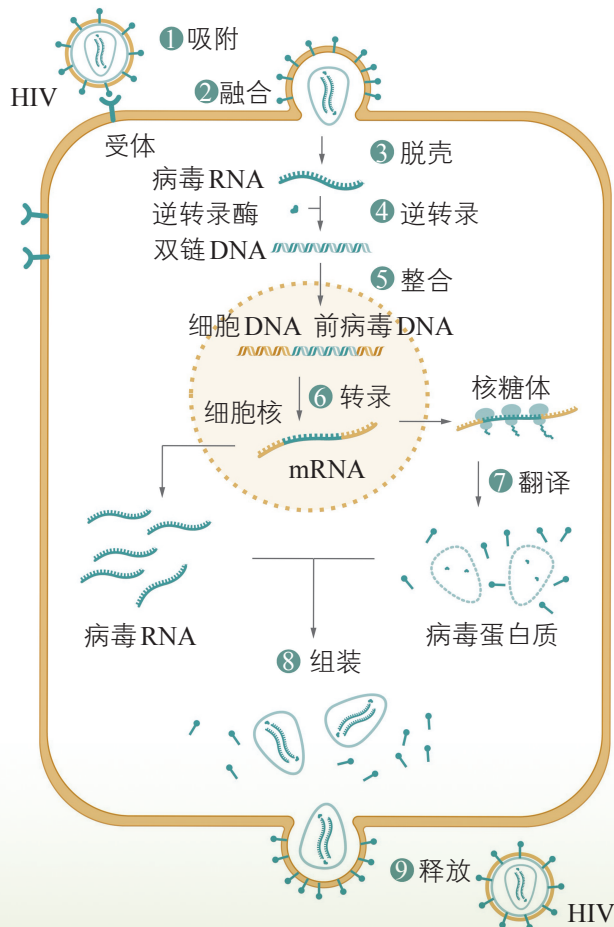 ❶吸附
HIV
❷融合
受体
❸脱壳
病毒RNA
逆转录酶
❹逆转录
双链DNA
❺整合
细胞DNA 前病毒DNA
❻转录
细胞核
mRNA
核糖体
❼翻译
病毒RNA
病毒蛋白质
❽组装
❾释放
HIV